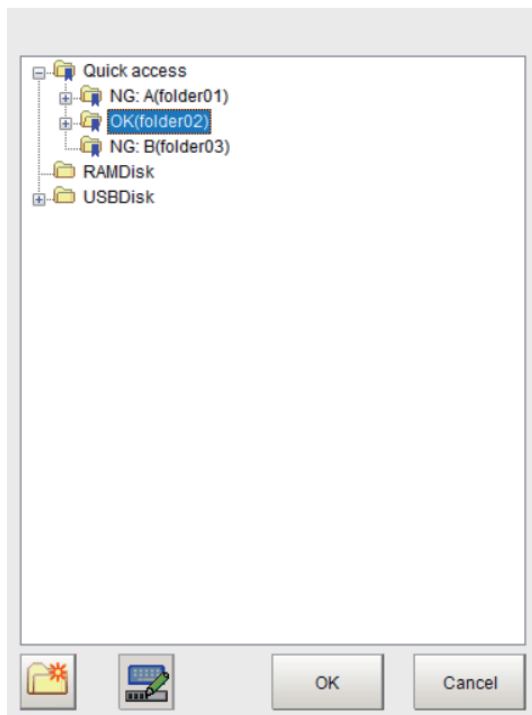 Quick access
NG: A(folder01)
OK(folder02)
NG: B(folder03)
RAMDisk
USBDisk
OK
Cancel